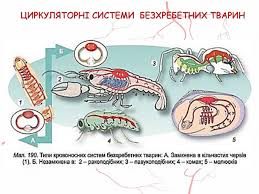 ЦИРКУЛЯТОРНІ СИСТЕМИ БЕЗХРЕБЕТНИХ ТВАРИН
А
Б
1
2
3
4
5
Мал. 190. Типи кровоносних систем безхребетних тварин: А. Замкнена в кільчастих червів
(1). Б. Незамкнена в: 2 – ракоподібних; 3 – павукоподібних; 4 – комах; 5 – молюсків